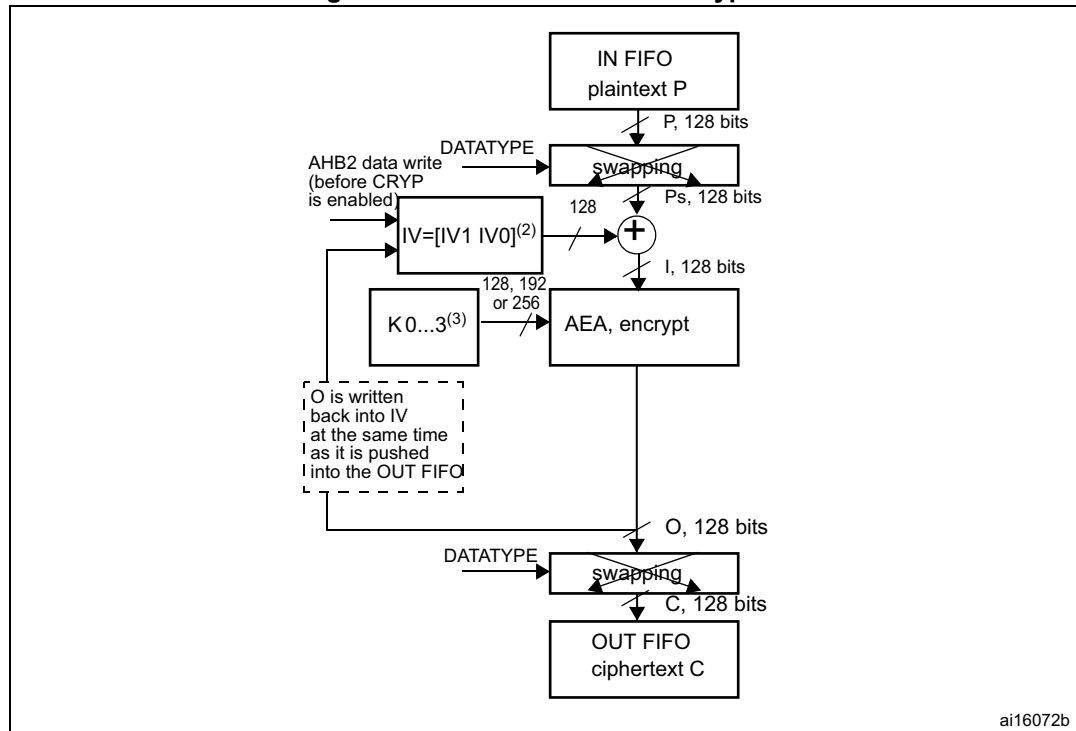 IN FIFO
plaintext P
P, 128 bits
DATATYPE
swapping
AHB2 data write
(before CRYP
is enabled)
Ps, 128 bits
128
IV=[IV1 IV0](2)
+
I, 128 bits
128, 192
or 256
K 0...3(3)
AEA, encrypt
O is written
back into IV
at the same time
as it is pushed
into the OUT FIFO
O, 128 bits
DATATYPE
swapping
C, 128 bits
OUT FIFO
ciphertext C
ai16072b